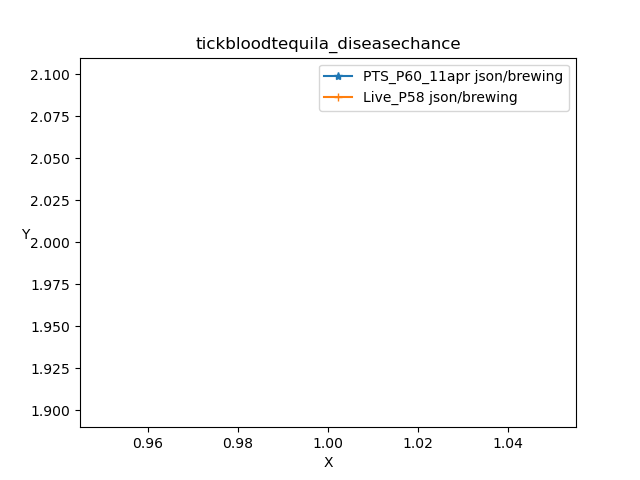 tickbloodtequila_diseasechance
PTS_P60_11apr json/brewing
Live_P58 json/brewing
2.100
2.075
2.050
2.025
2.000
1.975
1.950
1.925
1.900
Y
0.96 0.98 1.00 1.02 1.04
X